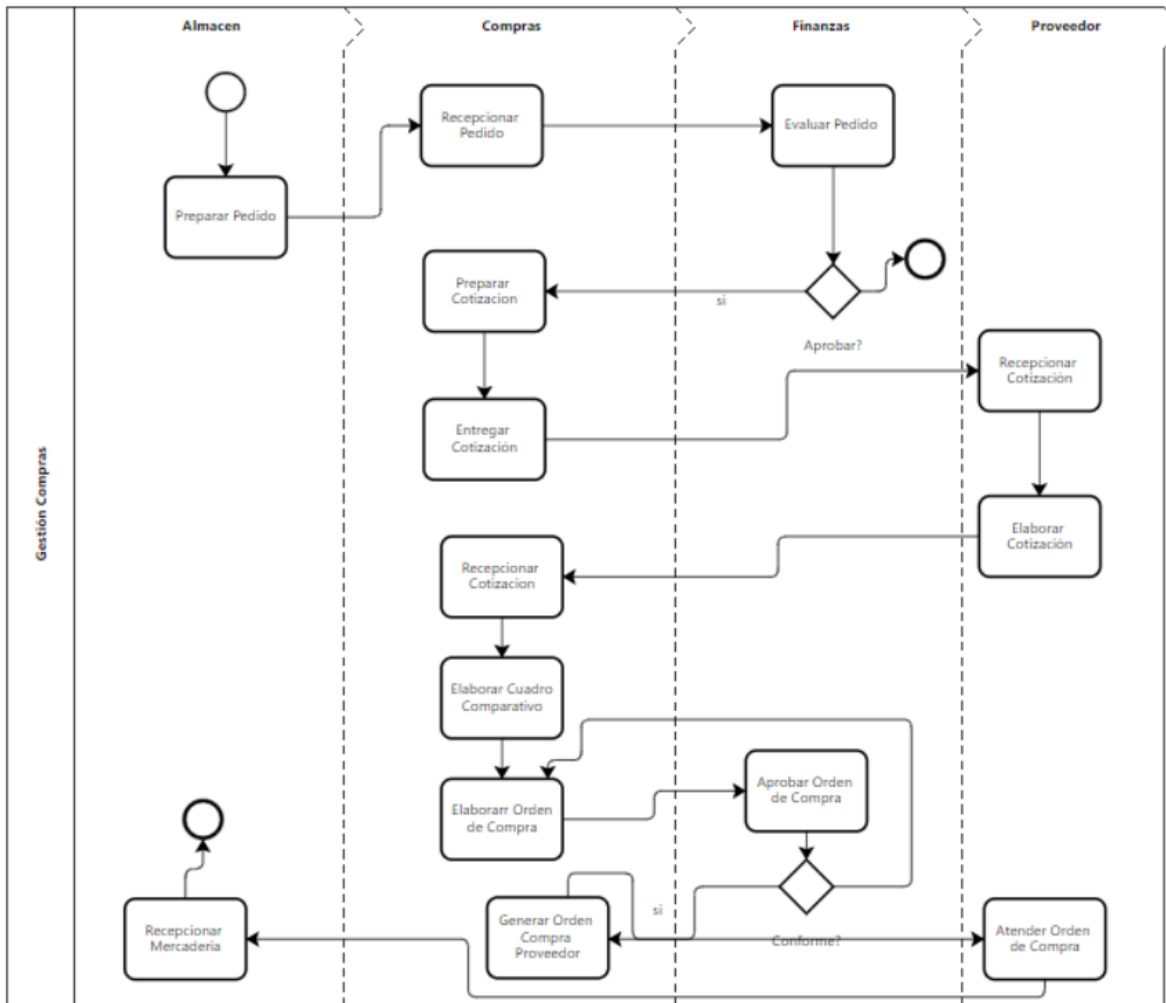 Almacen
Compras
Finanzas
Proveedor
Gestión Compras
Recepcionar
Pedido
Evaluar Pedido
Preparar Pedido
Preparar
Cotizacion
si
Aprobar?
Recepcionar
Cotización
Entregar
Cotización
Elaborar
Cotización
Recepcionar
Cotizacion
Elaborar Cuadro
Comparativo
Elaborarr Orden
de Compra
Aprobar Orden
de Compra
si
Conforme?
Recepcionar
Mercaderia
Generar Orden
Compra
Proveedor
Atender Orden
de Compra